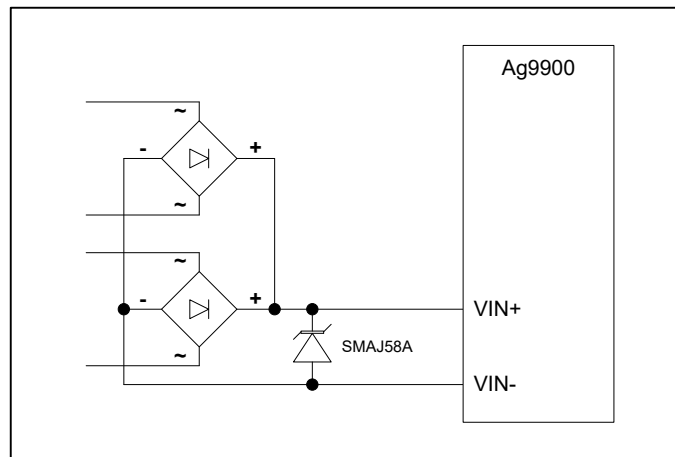 Ag9900
~
- +
~
~
- +
VIN+
SMAJ58A
~
VIN-